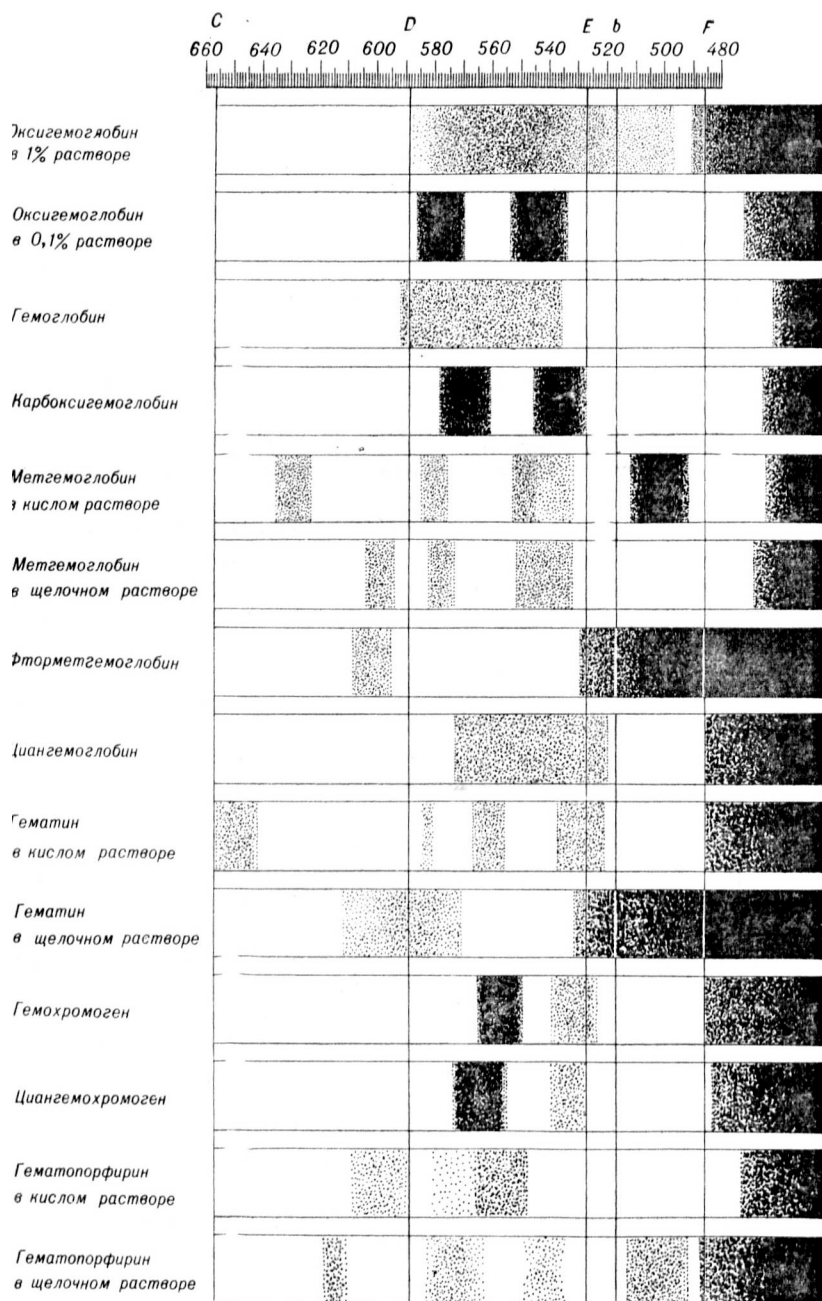 C D E b F
660 640 620 600 580 560 540 520 500 480
Оксигемоглобин
в 1% растворе
Оксигемоглобин
в 0,1% растворе
Гемоглобин
Карбоксигемоглобин
Метгемоглобин
в кислом растворе
Метгемоглобин
в щелочном растворе
Фторметгемоглобин
Циангемоглобин
Гематин
в кислом растворе
Гематин
в щелочном растворе
Гемохромоген
Циангемохромоген
Гематопорфирин
в кислом растворе
Гематопорфирин
в щелочном растворе